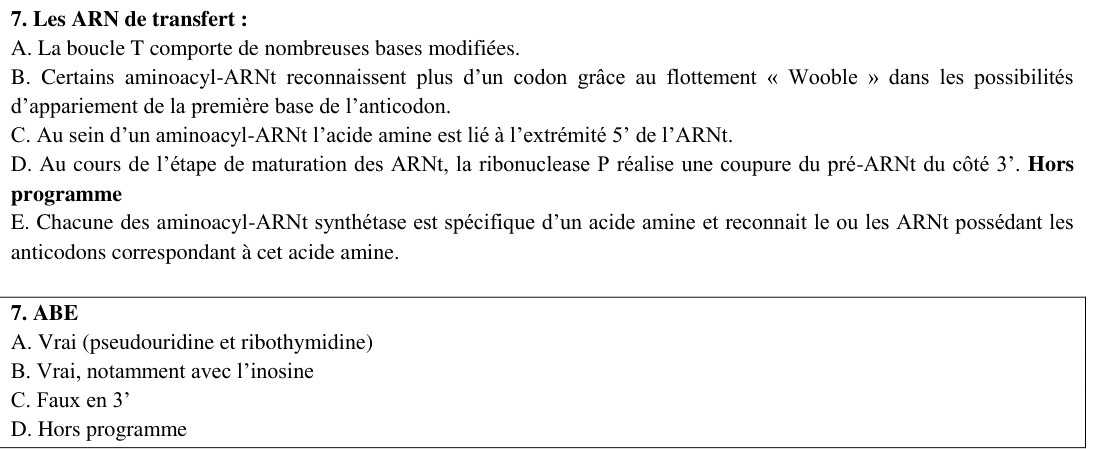 7. Les ARN de transfert :
A. La boucle T comporte de nombreuses bases modifiées.
B. Certains aminoacyl-ARNt reconnaissent plus d’un codon grâce au flottement « Wooble » dans les possibilités
d’appariement de la première base de l’anticodon.
C. Au sein d’un aminoacyl-ARNt l’acide amine est lié à l’extrémité 5’ de l’ARNt.
D. Au cours de l’étape de maturation des ARNt, la ribonuclease P réalise une coupure du pré-ARNt du côté 3’. Hors
programme
E. Chacune des aminoacyl-ARNt synthétase est spécifique d’un acide amine et reconnait le ou les ARNt possédant les
anticodons correspondant à cet acide amine.
7. ABE
A. Vrai (pseudouridine et ribothymidine)
B. Vrai, notamment avec l’inosine
C. Faux en 3’
D. Hors programme